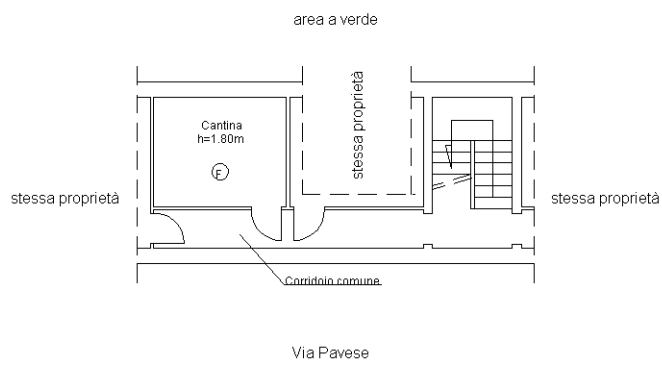 area a verde
stessa proprietà
Cantina
h=1.80m
F
stessa proprietà
stessa proprietà
Corridoio comune
Via Pavese